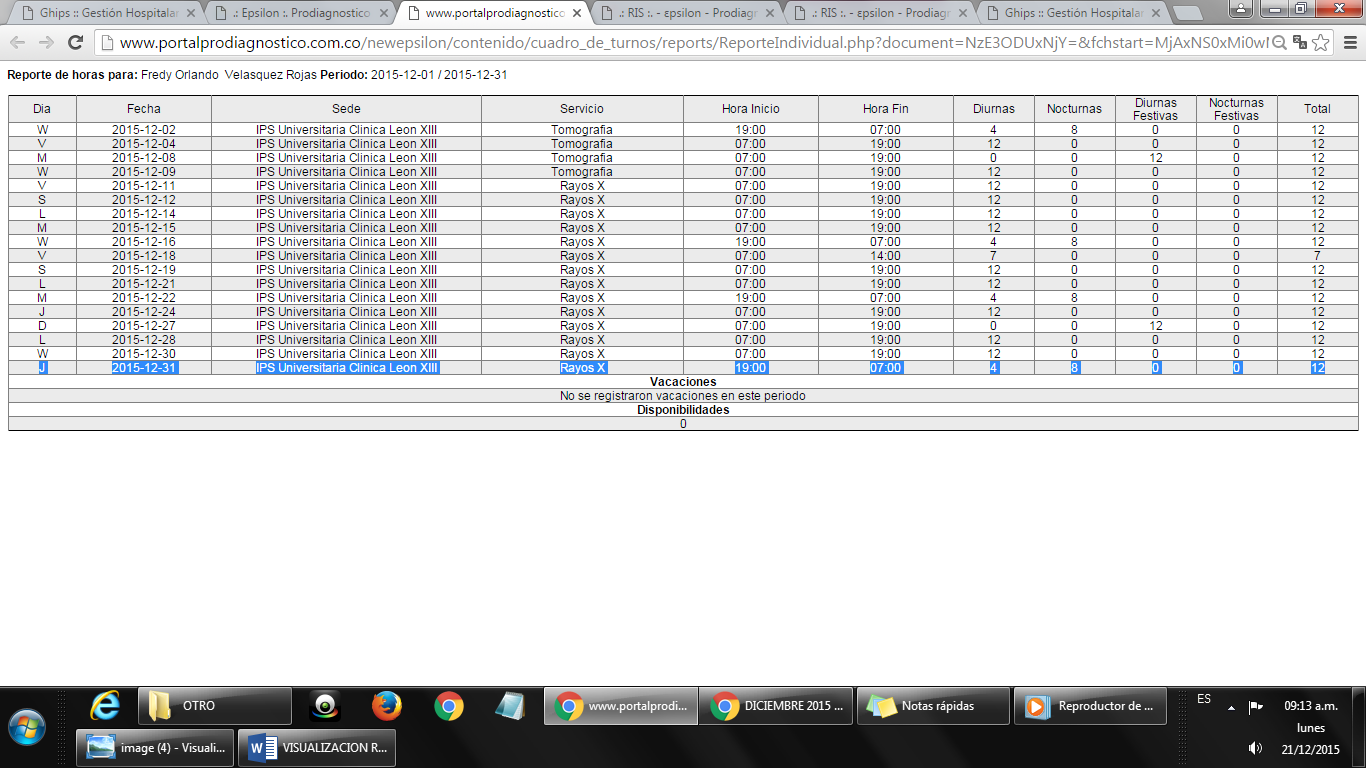 Ghips :: Gestión Hospitalar
.: Epsilon :. Prodiagnostico
www.portalprodiagnostico
.: RIS :. - εpsilon - Prodiagn
.: RIS :. - εpsilon - Prodiagn
Ghips :: Gestión Hospitalar
www.portalprodiagnostico.com.co/newepsilon/contenido/cuadro_de_turnos/reports/ReporteIndividual.php?document=NzE3ODUxNjY=&fchstart=MjAxNS0xMi0wM
Reporte de horas para: Fredy Orlando Velasquez Rojas Periodo: 2015-12-01 / 2015-12-31
Dia Fecha Sede Servicio Hora Inicio Hora Fin Diurnas Nocturnas Diurnas Festivas Nocturnas Festivas Total
W 2015-12-02 IPS Universitaria Clinica Leon XIII Tomografia 19:00 07:00 4 8 0 0 12
V 2015-12-04 IPS Universitaria Clinica Leon XIII Tomografia 07:00 19:00 12 0 0 0 12
M 2015-12-08 IPS Universitaria Clinica Leon XIII Tomografia 07:00 19:00 0 0 12 0 12
W 2015-12-09 IPS Universitaria Clinica Leon XIII Tomografia 07:00 19:00 12 0 0 0 12
V 2015-12-11 IPS Universitaria Clinica Leon XIII Rayos X 07:00 19:00 12 0 0 0 12
S 2015-12-12 IPS Universitaria Clinica Leon XIII Rayos X 07:00 19:00 12 0 0 0 12
L 2015-12-14 IPS Universitaria Clinica Leon XIII Rayos X 07:00 19:00 12 0 0 0 12
M 2015-12-15 IPS Universitaria Clinica Leon XIII Rayos X 07:00 19:00 12 0 0 0 12
W 2015-12-16 IPS Universitaria Clinica Leon XIII Rayos X 19:00 07:00 4 8 0 0 12
V 2015-12-18 IPS Universitaria Clinica Leon XIII Rayos X 07:00 14:00 7 0 0 0 7
S 2015-12-19 IPS Universitaria Clinica Leon XIII Rayos X 07:00 19:00 12 0 0 0 12
L 2015-12-21 IPS Universitaria Clinica Leon XIII Rayos X 07:00 19:00 12 0 0 0 12
M 2015-12-22 IPS Universitaria Clinica Leon XIII Rayos X 19:00 07:00 4 8 0 0 12
J 2015-12-24 IPS Universitaria Clinica Leon XIII Rayos X 07:00 19:00 12 0 0 0 12
D 2015-12-27 IPS Universitaria Clinica Leon XIII Rayos X 07:00 19:00 0 0 12 0 12
L 2015-12-28 IPS Universitaria Clinica Leon XIII Rayos X 07:00 19:00 12 0 0 0 12
W 2015-12-30 IPS Universitaria Clinica Leon XIII Rayos X 07:00 19:00 12 0 0 0 12
J 2015-12-31 IPS Universitaria Clinica Leon XIII Rayos X 19:00 07:00 4 8 0 0 12
Vacaciones
No se registraron vacaciones en este periodo
Disponibilidades
0
OTRO
www.portalprodi...
DICIEMBRE 2015 ...
Notas rápidas
Reproductor de ...
ES
09:13 a.m.
lunes
21/12/2015
image (4) - Visuali...
VISUALIZACION R...